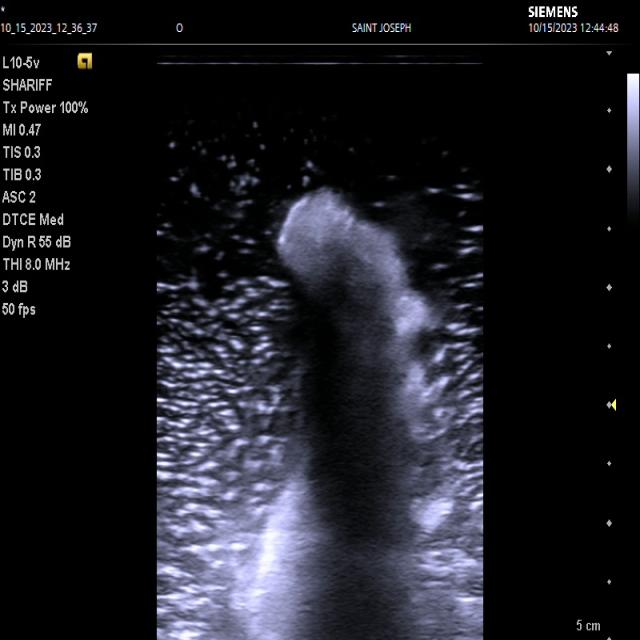 *
SIEMENS
10_15_2023_12_36_37 O SAINT JOSEPH 10/15/2023 12:44:48
L10-5v
SHARIFF
Tx Power 100%
MI 0.47
TIS 0.3
TIB 0.3
ASC 2
DTCE Med
Dyn R 55 dB
THI 8.0 MHz
3 dB
50 fps
5 cm